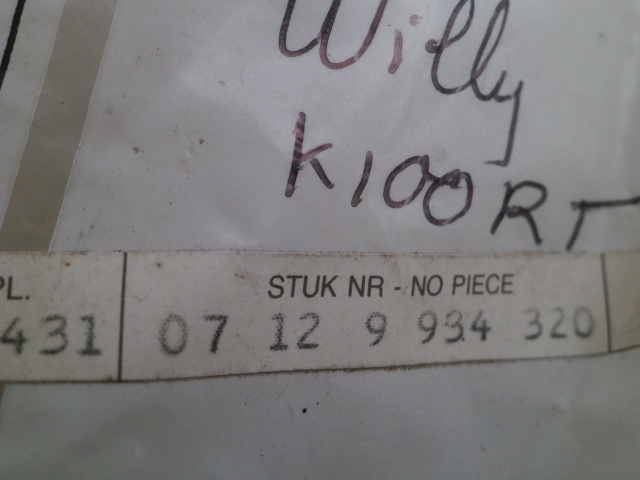 Willy
K100RT
PL. STUK NR - NO PIECE
431 07 12 9 934 320